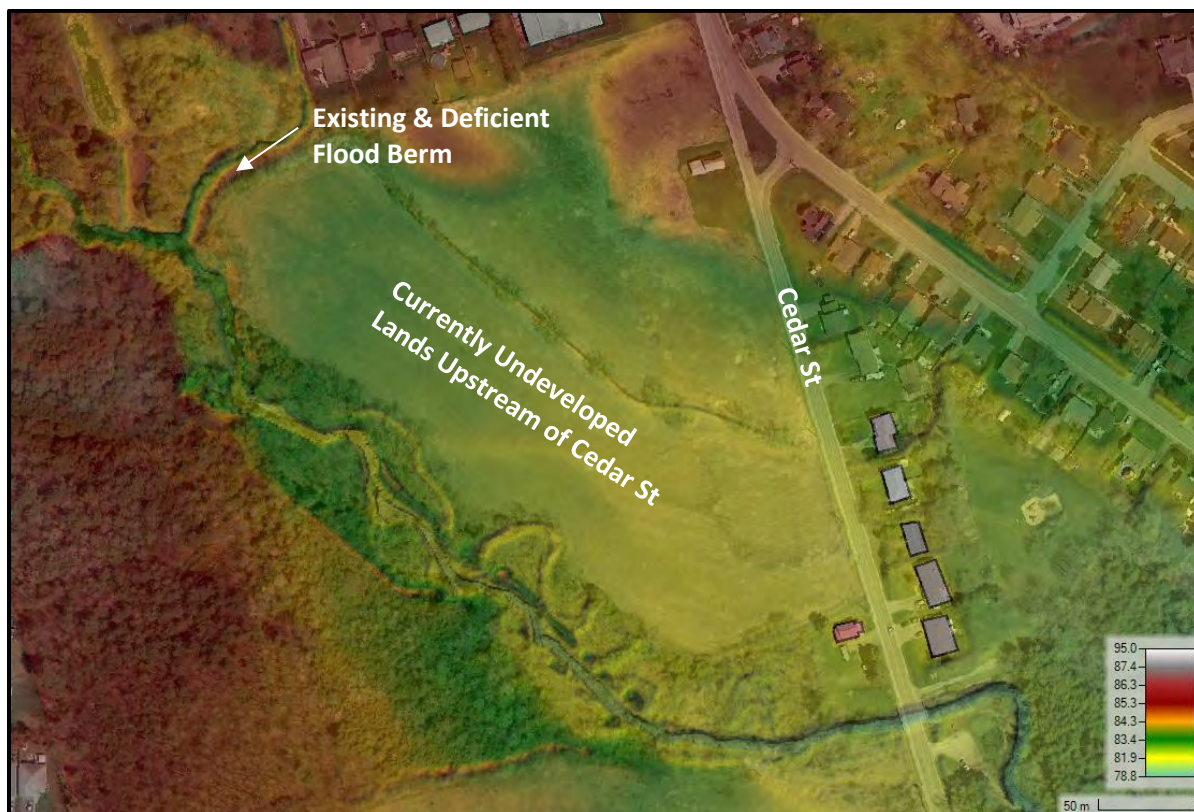 Existing & Deficient
Flood Berm
Currently Undeveloped
Lands Upstream of Cedar St
Cedar St
95.0
87.4
86.3
85.3
84.3
83.4
81.9
78.8
50 m